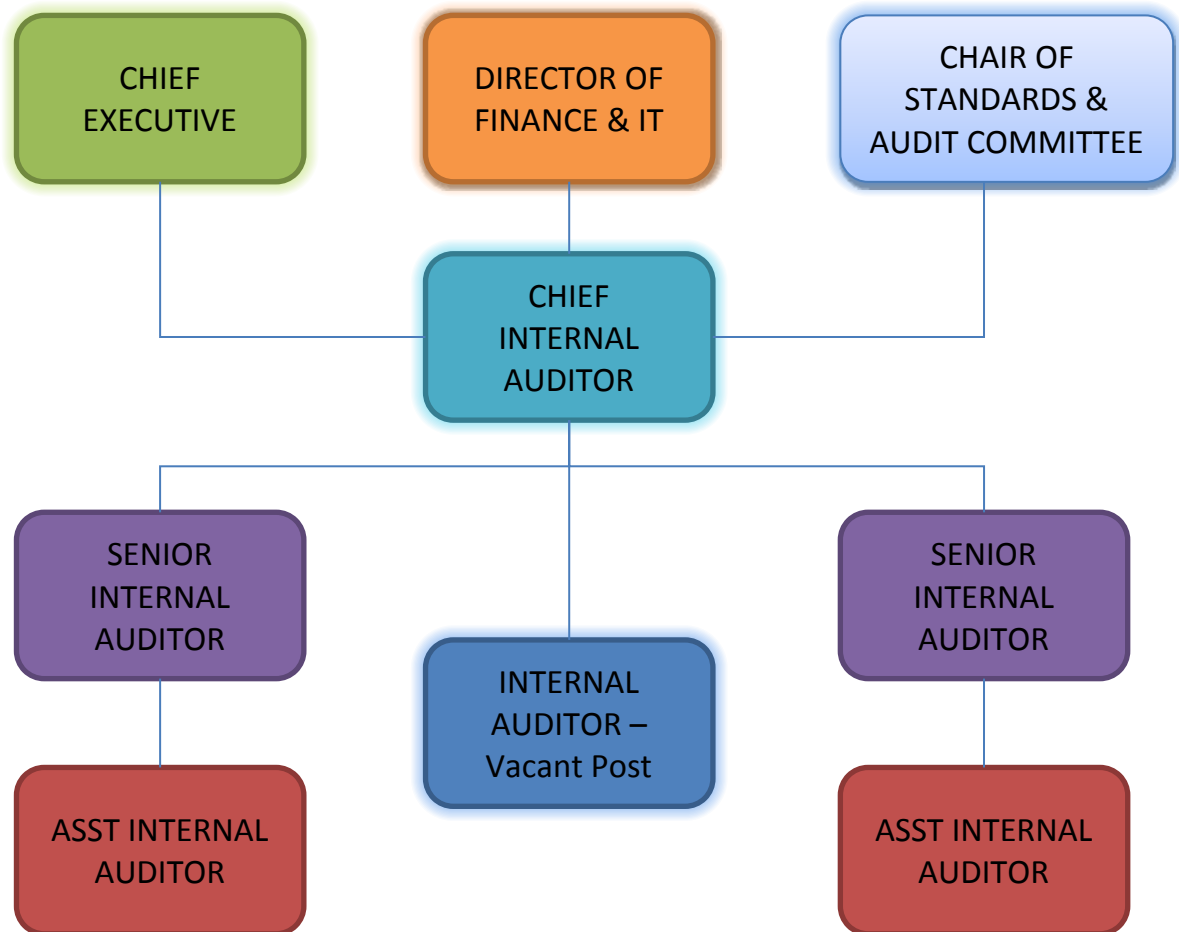 CHIEF
EXECUTIVE
DIRECTOR OF
FINANCE & IT
CHAIR OF
STANDARDS &
AUDIT COMMITTEE
CHIEF
INTERNAL
AUDITOR
SENIOR
INTERNAL
AUDITOR
INTERNAL
AUDITOR –
Vacant Post
SENIOR
INTERNAL
AUDITOR
ASST INTERNAL
AUDITOR
ASST INTERNAL
AUDITOR